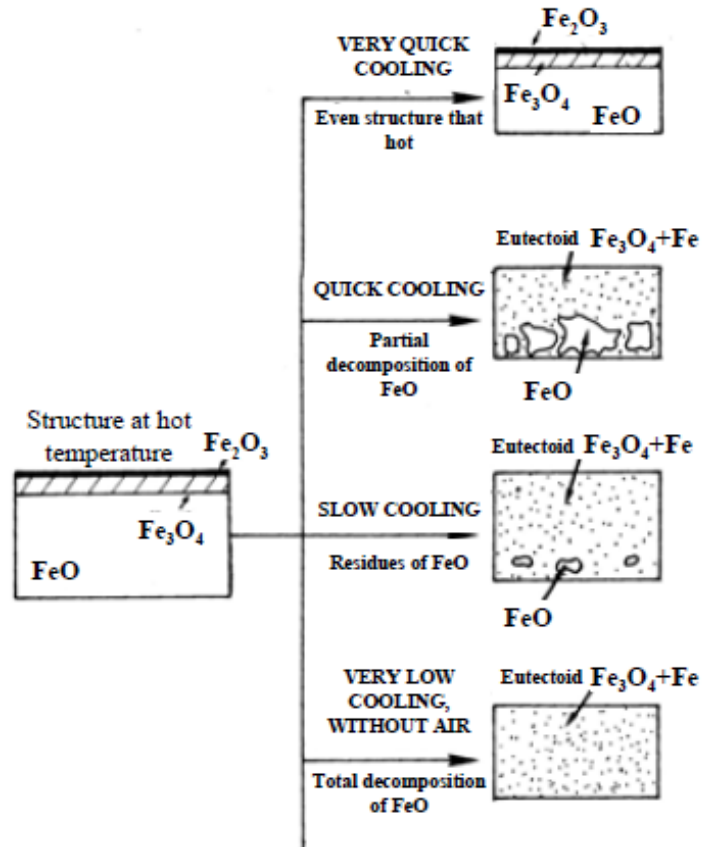 Fe₂O₃
VERY QUICK
COOLING
Fe₃O₄
FeO
Even structure that
hot
Eutectoid Fe₃O₄+Fe
QUICK COOLING
Partial
decomposition of
FeO
FeO
Structure at hot
temperature
Fe₂O₃
Fe₃O₄
FeO
Eutectoid Fe₃O₄+Fe
SLOW COOLING
Residues of FeO
FeO
VERY LOW
COOLING,
WITHOUT AIR
Eutectoid Fe₃O₄+Fe
Total decomposition
of FeO